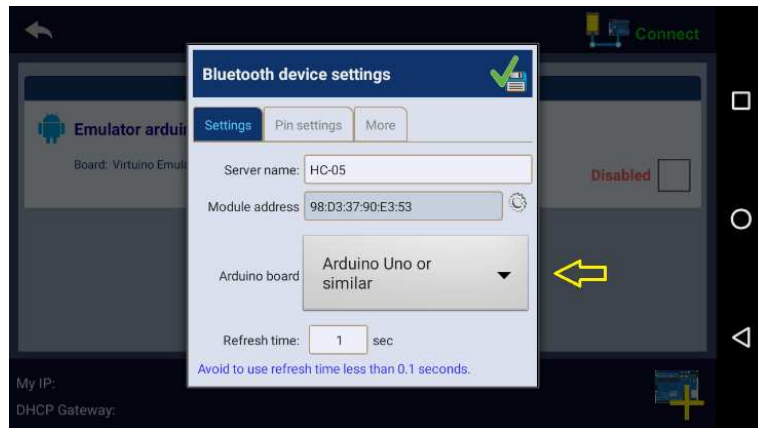 Connect
Bluetooth device settings
Settings
Pin settings
More
Emulator ardui
Board: Virtuino Emul
Disabled
Server name:
HC-05
Module address
98:D3:37:90:E3:53
Arduino board
Arduino Uno or
similar
Refresh time:
1
sec
Avoid to use refresh time less than 0.1 seconds.
My IP:
DHCP Gateway: